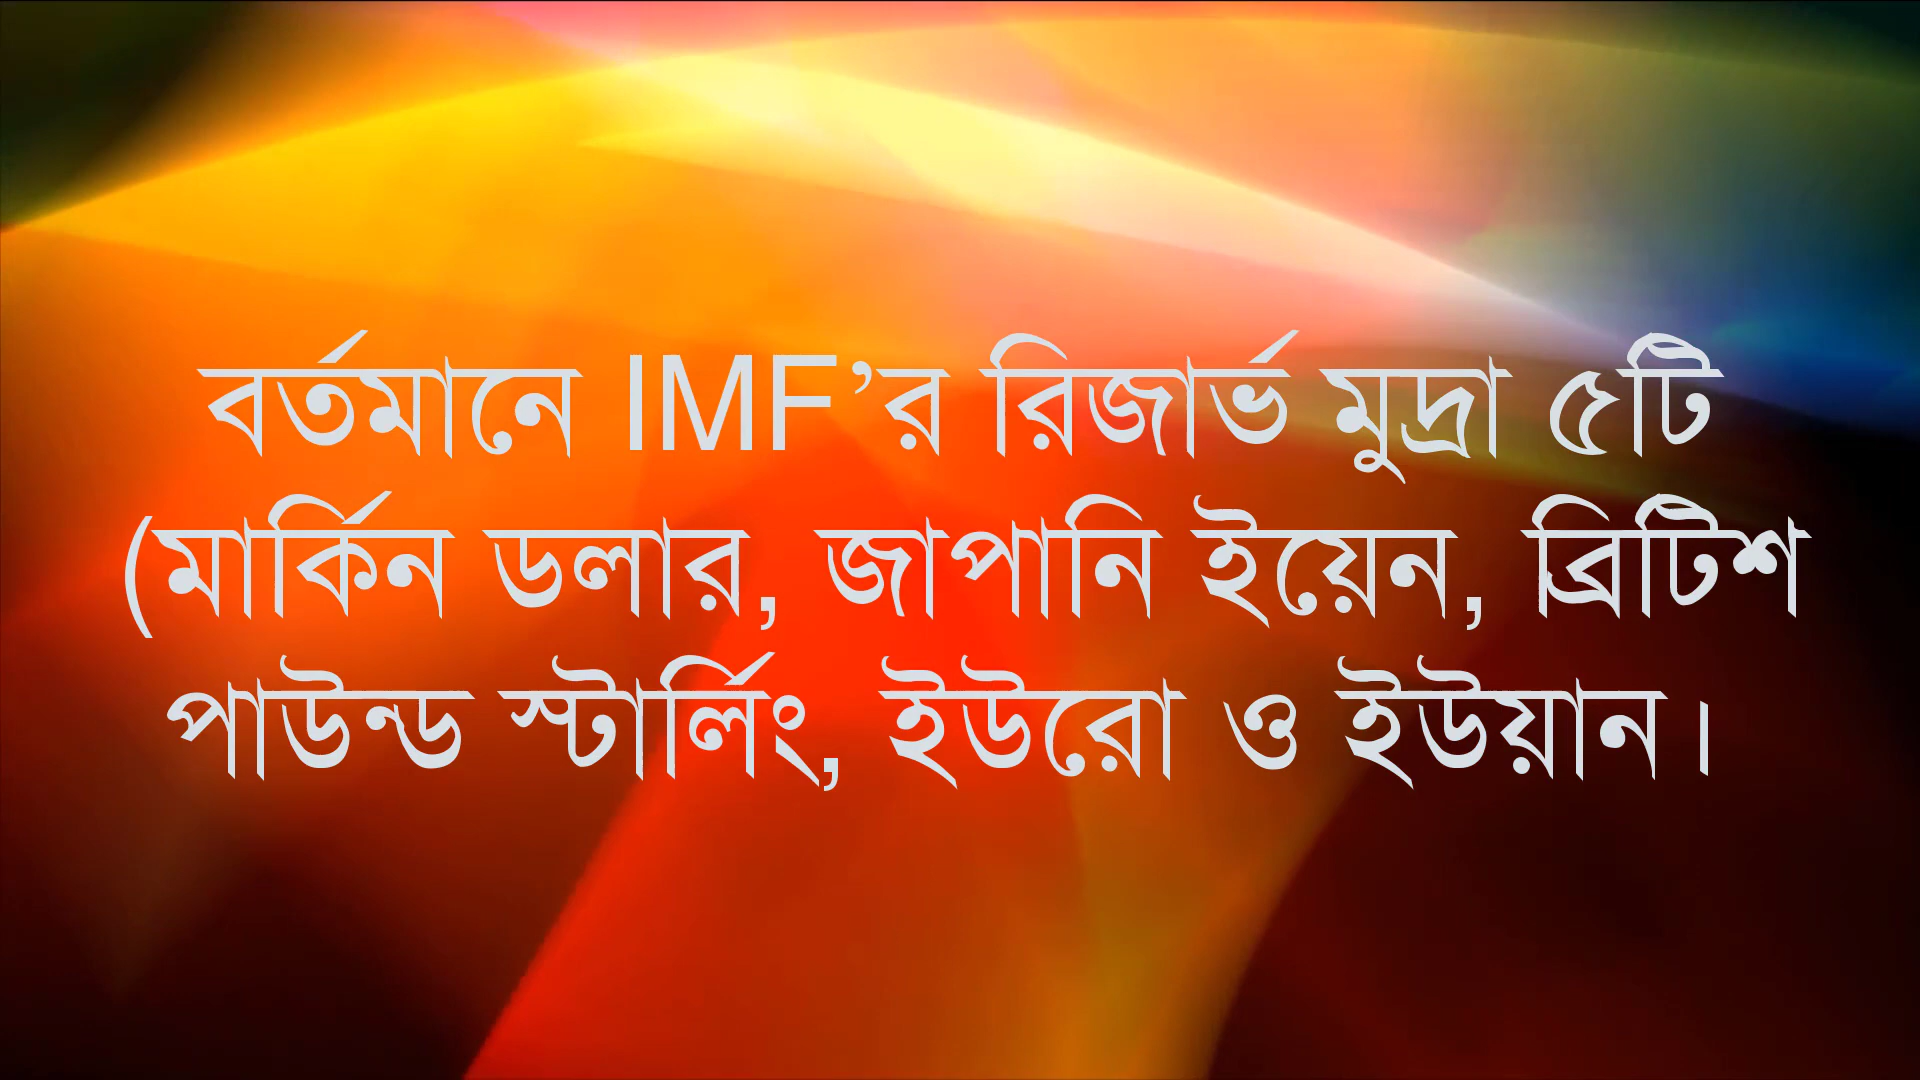 বর্তমানে IMF’র রিজার্ভ মুদ্রা ৫টি
(মার্কিন ডলার, জাপানি ইয়েন, ব্রিটিশ
পাউন্ড স্টার্লিং, ইউরো ও ইউয়ান।